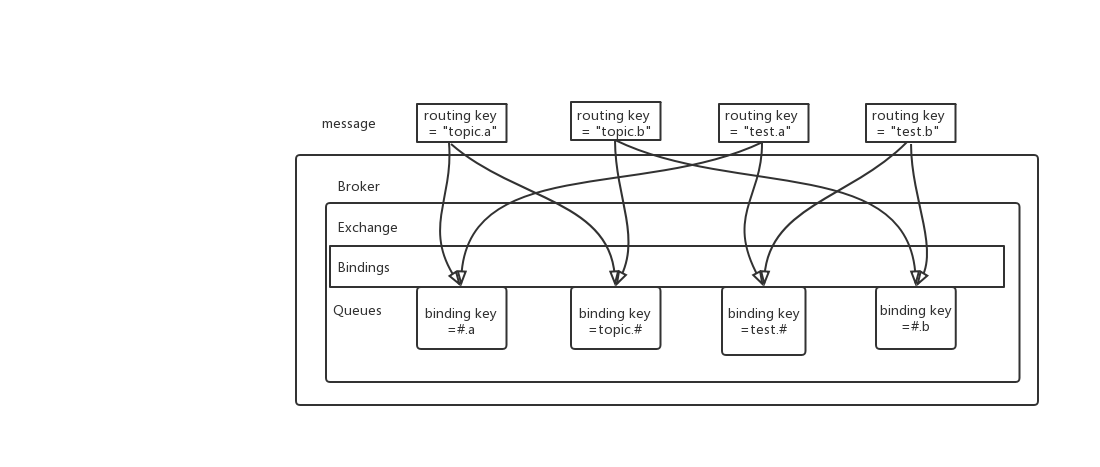 message
routing key
= "topic.a"
routing key
= "topic.b"
routing key
= "test.a"
routing key
= "test.b"
Broker
Exchange
Bindings
Queues
binding key
=#.a
binding key
=topic.#
binding key
=test.#
binding key
=#.b